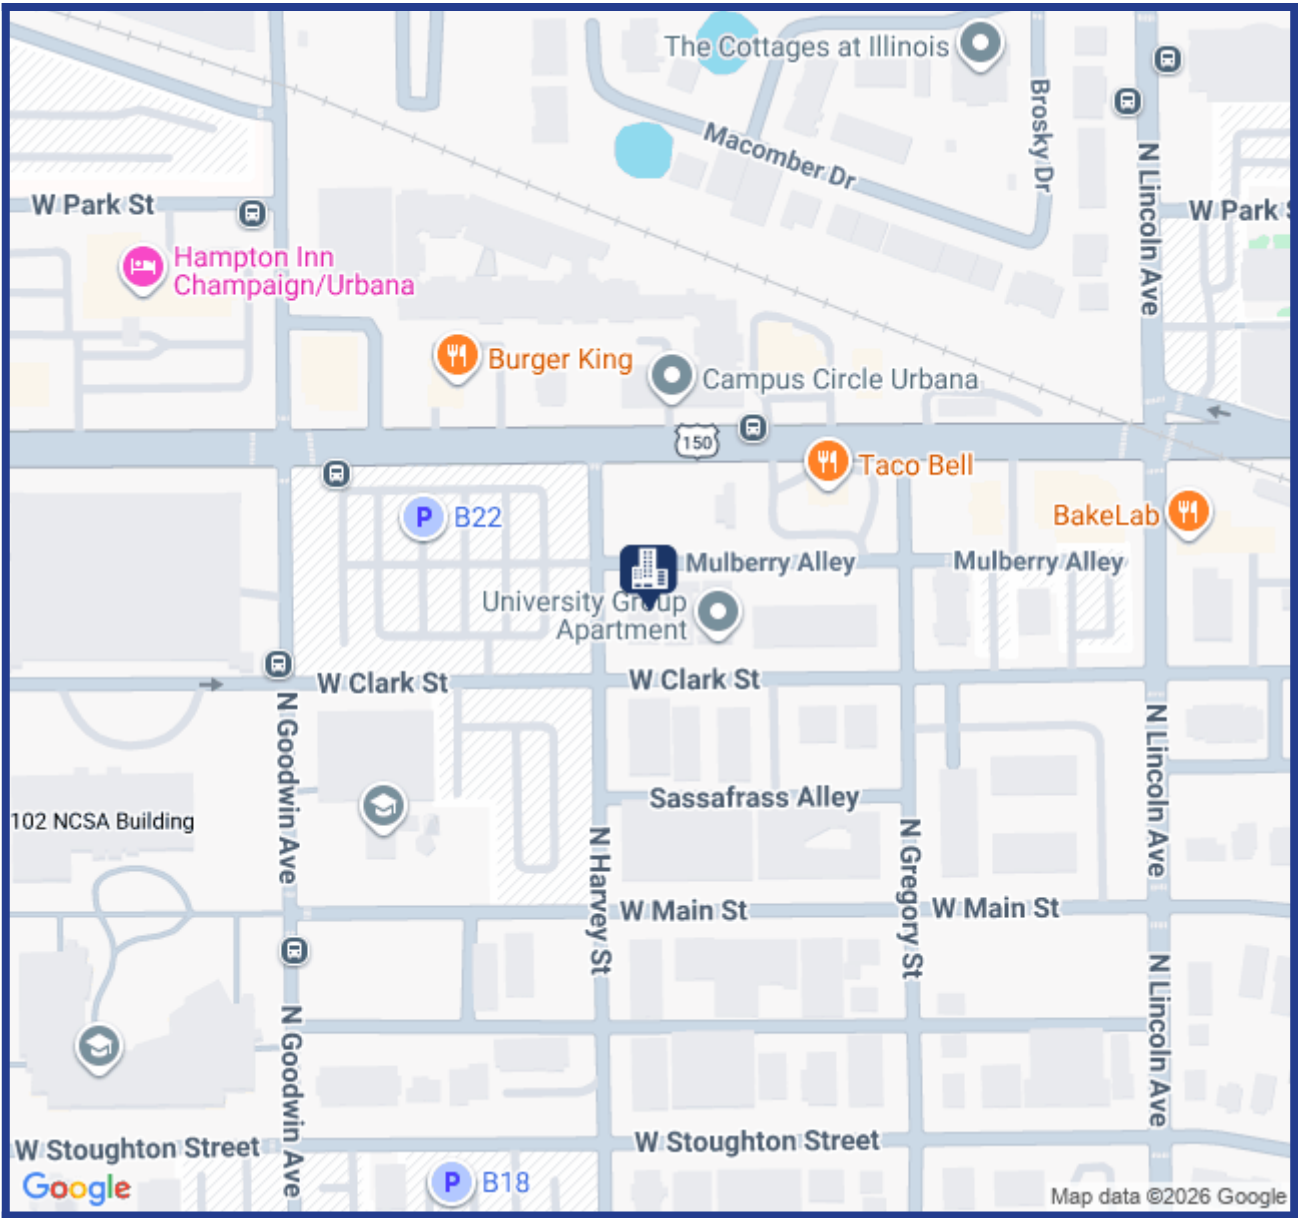 The Cottages at Illinois
Brosky Dr
Macomber Dr
N Lincoln Ave
W Park St
W Park S
Hampton Inn
Champaign/Urbana
Burger King
Campus Circle Urbana
150
Taco Bell
P B22
BakeLab
Mulberry Alley
Mulberry Alley
University Group
Apartment
W Clark St
W Clark St
N Goodwin Ave
N Lincoln Ave
Sassafrass Alley
102 NCSA Building
N Harvey St
N Gregory St
W Main St
W Main St
N Lincoln Ave
N Goodwin Ave
W Stoughton Street
W Stoughton Street
P B18
Google
Map data ©2026 Google